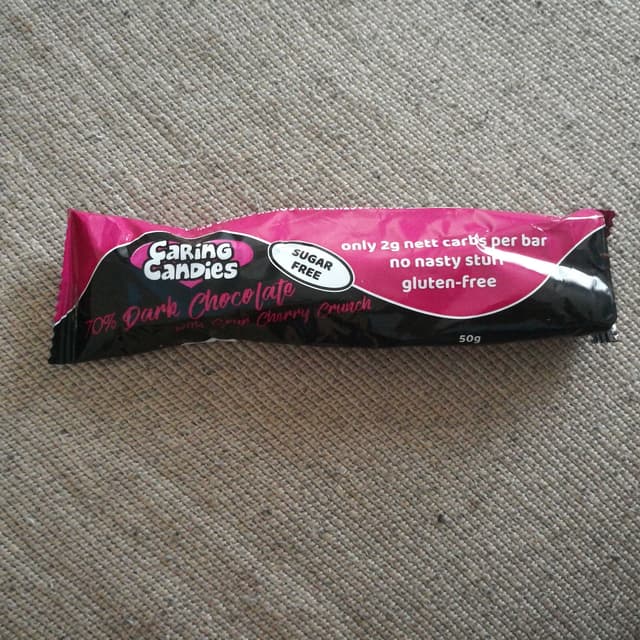 CaRiNG
CaNDieS
SUGAR
FREE
only 2g nett carbs per bar
no nasty stuff
gluten-free
70% Dark Chocolate
with Sour Cherry Crunch
50g